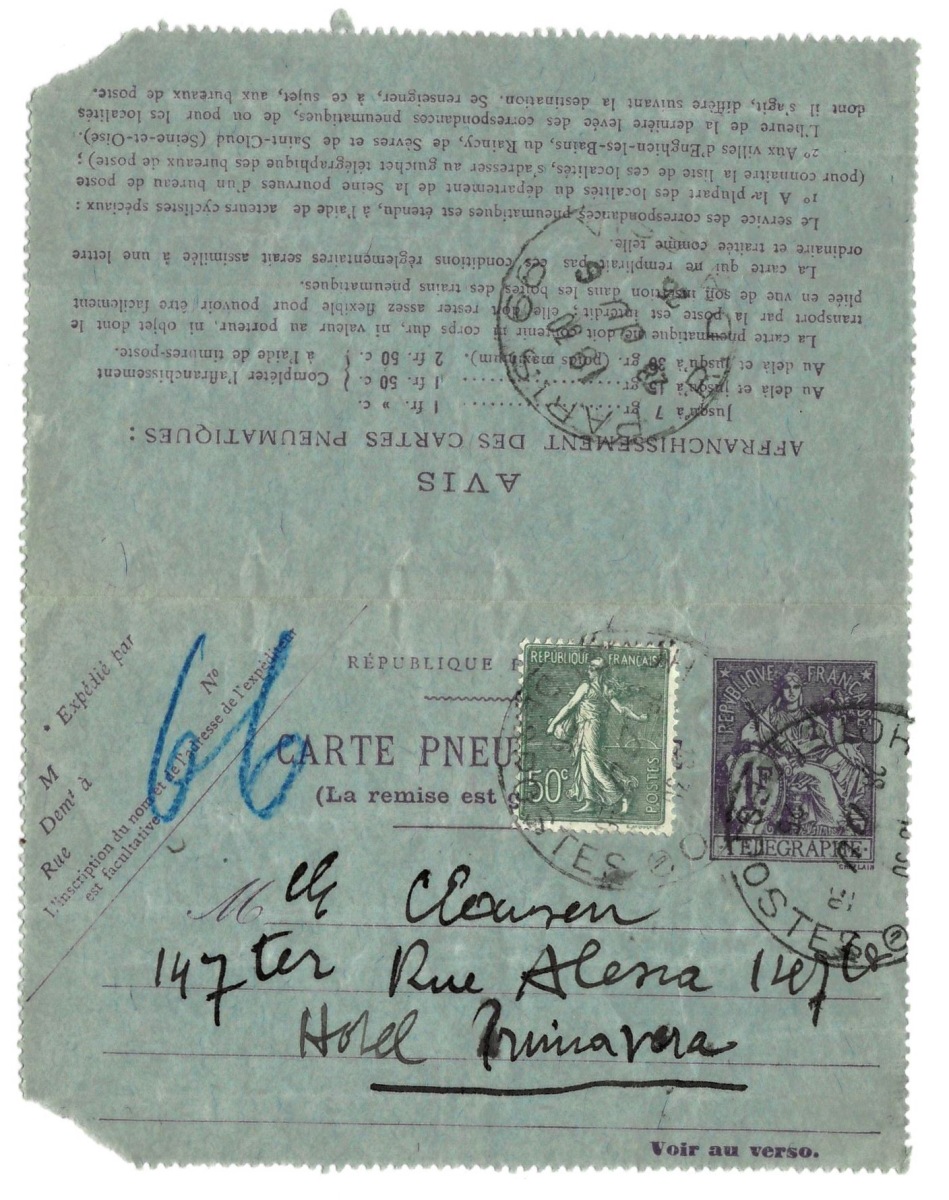 AVIS
AFFRANCHISSEMENT DES CARTES PNEUMATIQUES :
Jusqu'à 7 gr. 1 fr. » c.
Au delà et jusqu'à 15 gr. 1 fr. 50 c.
Au delà et jusqu'à 30 gr. (poids maximum). 2 fr. 50 c.
Compléter l'affranchissement
à l'aide de timbres-poste.
La carte pneumatique ne doit contenir ni corps dur, ni valeur au porteur, ni objet dont le
transport par la poste est interdit ; elle doit rester assez flexible pour pouvoir être facilement
pliée en vue de son insertion dans les boîtes des trains pneumatiques.
La carte qui ne remplirait pas ces conditions réglementaires serait assimilée à une lettre
ordinaire et traitée comme telle.
Le service des correspondances pneumatiques est étendu, à l'aide de acteurs cyclistes spéciaux :
1º A la plupart des localités du département de la Seine pourvues d'un bureau de poste
(pour connaître la liste de ces localités, s'adresser au guichet télégraphique des bureaux de poste) ;
2º Aux villes d'Enghien-les-Bains, du Raincy, de Sèvres et de Saint-Cloud (Seine-et-Oise).
L'heure de la dernière levée des correspondances pneumatiques, de ou pour les localités
dont il s'agit, diffère suivant la destination. Se renseigner, à ce sujet, aux bureaux de poste.
PARIS
Expédié par
M
Demt à
Rue
Nº
L'inscription du nom et de l'adresse de l'expéditeur
est facultative
66
RÉPUBLIQUE F
CARTE PNEU
(La remise est g
REPUBLIQUE FRANÇAISE
50c
POSTES
REPUBLIQUE FRANÇAISE
1F
TÉLÉGRAPHE
POSTES
Mlle Clousen
147 ter Rue Alesia 147t
Hotel Primavera
Voir au verso.